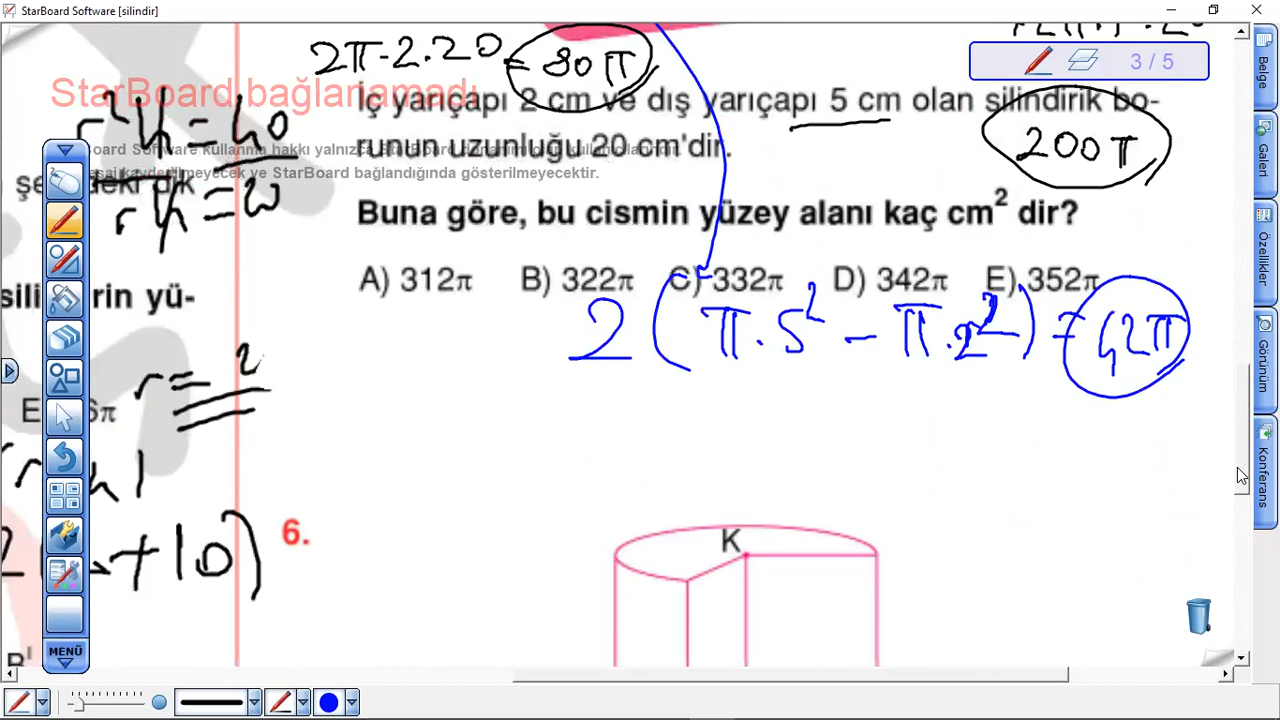 StarBoard Software [silindir]
3 / 5
2π·2·20 = 80π
StarBoard bağlanamadı
İç yarıçapı 2 cm ve dış yarıçapı 5 cm olan silindirik bo-
runun uzunluğu 20 cm'dir.
200π
r²h = 40
rh = 20
Buna göre, bu cismin yüzey alanı kaç cm² dir?
A) 312π B) 322π C) 332π D) 342π E) 352π
2(π·5² − π·2²) = 42π
r = 2
+10)
6.
K
MENÜ
Belge
Galeri
Özellikler
Görünüm
Konferans